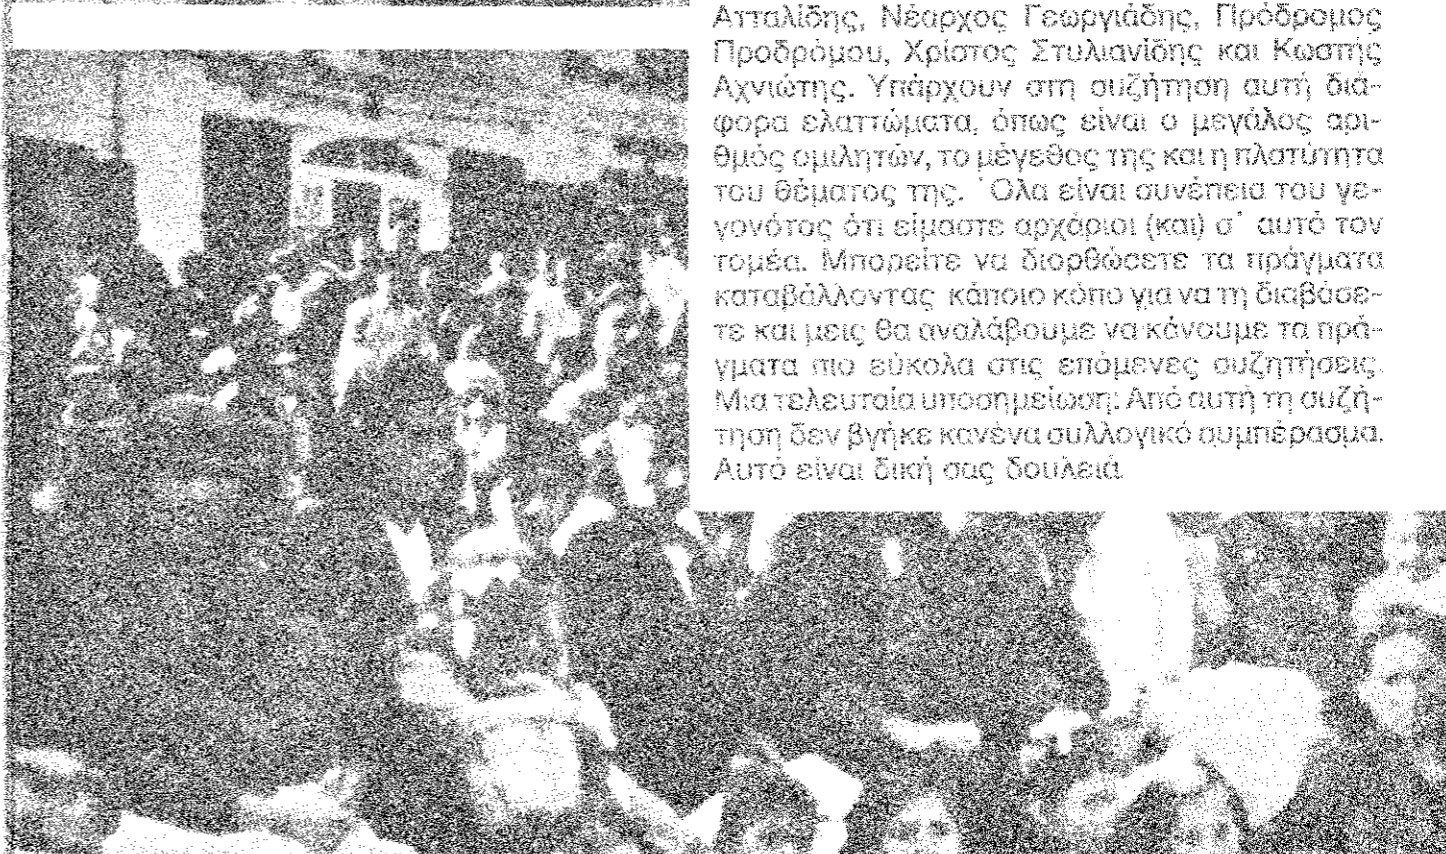 Ατταλίδης, Νέαρχος Γεωργιάδης, Πρόδρομος
Προδρόμου, Χρίστος Στυλιανίδης και Κωστής
Αχνιώτης. Υπάρχουν στη συζήτηση αυτή διά-
φορα ελαττώματα, όπως είναι ο μεγάλος αρι-
θμός ομιλητών, το μέγεθος της και η πλατύτητα
του θέματος της. ΄Ολα είναι συνέπεια του γε-
γονότος ότι είμαστε αρχάριοι (και) σ΄ αυτό τον
τομέα. Μπορείτε να διορθώσετε τα πράγματα
καταβάλλοντας κάποιο κόπο για να τη διαβάσε-
τε και μεις θα αναλάβουμε να κάνουμε τα πρά-
γματα πιο εύκολα στις επόμενες συζητήσεις.
Μια τελευταία υποσημείωση: Από αυτή τη συζή-
τηση δεν βγήκε κανένα συλλογικό συμπέρασμα.
Αυτό είναι δική σας δουλειά.